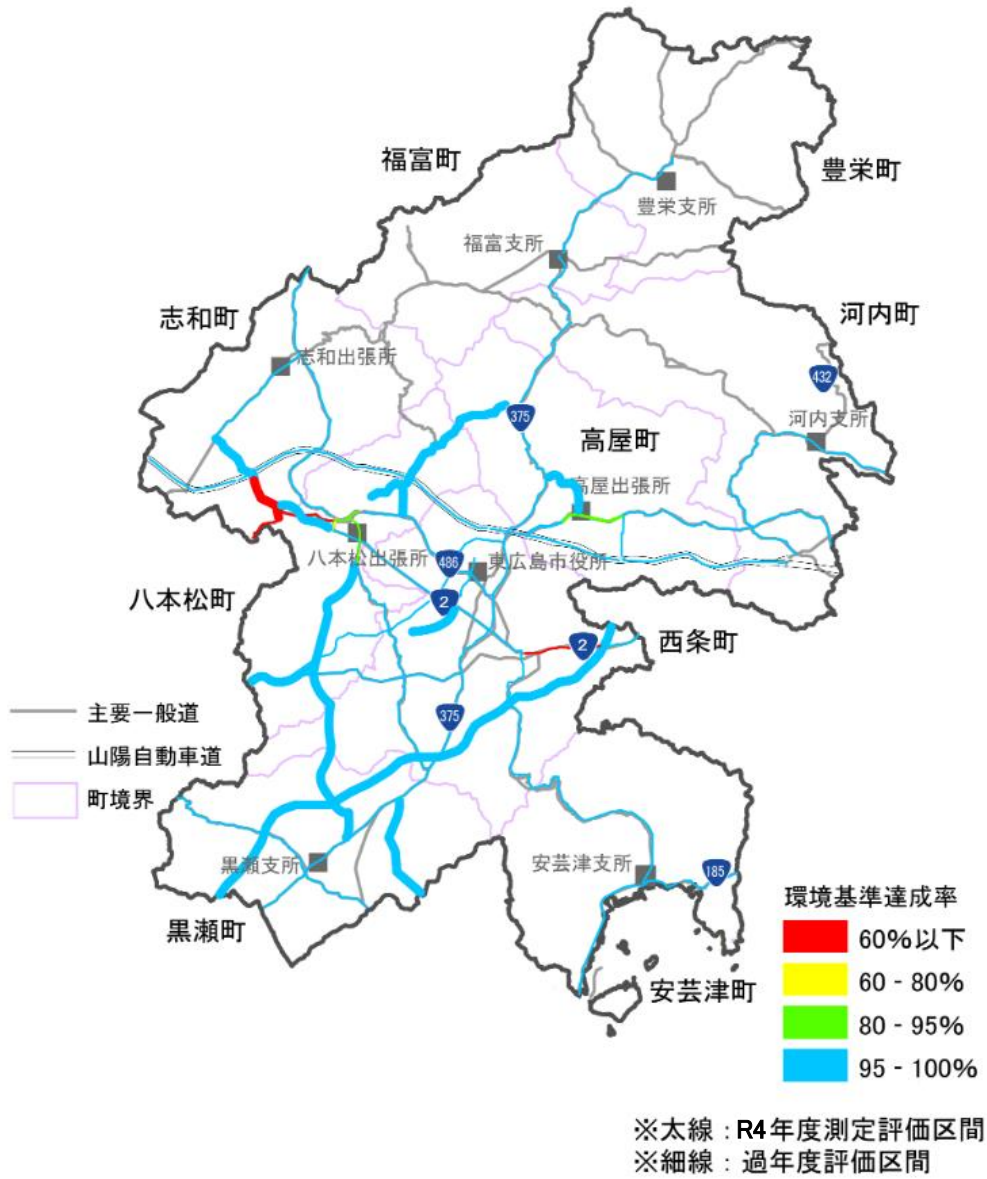 福富町
豊栄町
豊栄支所
福富支所
志和町
河内町
志和出張所
432
375
河内支所
高屋町
高屋出張所
八本松出張所
486
東広島市役所
八本松町
2
西条町
2
主要一般道
375
山陽自動車道
町境界
黒瀬支所
安芸津支所
185
環境基準達成率
黒瀬町
60%以下
60 - 80%
安芸津町
80 - 95%
95 - 100%
※太線：R4年度測定評価区間
※細線：過年度評価区間